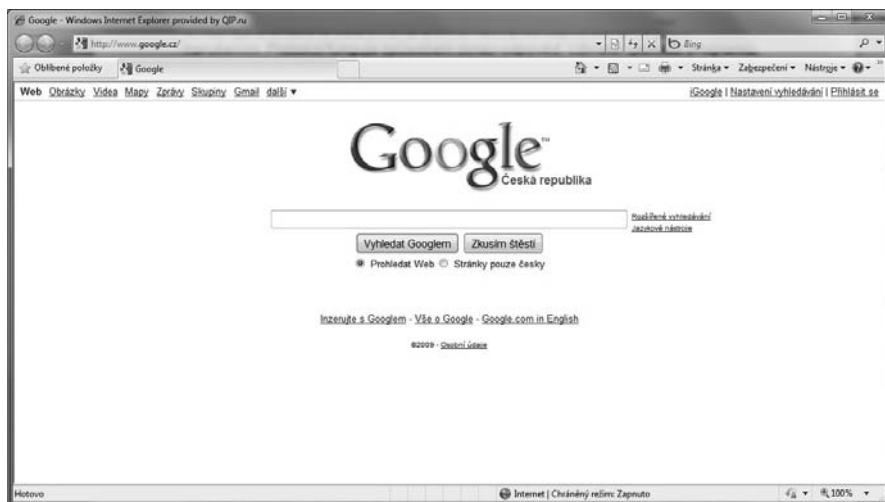 Google - Windows Internet Explorer provided by QIP.ru
http://www.google.cz/
Bing
Oblíbené položky
Google
Stránka
Zabezpečení
Nástroje
Web Obrázky Videa Mapy Zprávy Skupiny Gmail další ▼
iGoogle | Nastavení vyhledávání | Přihlásit se
Google™
Česká republika
Rozšířené vyhledávání
Jazykové nástroje
Vyhledat Googlem
Zkusím štěstí
Prohledat Web
Stránky pouze česky
Inzerujte s Googlem - Vše o Google - Google.com in English
©2009 - Osobní údaje
Hotovo
Internet | Chráněný režim: Zapnuto
100%